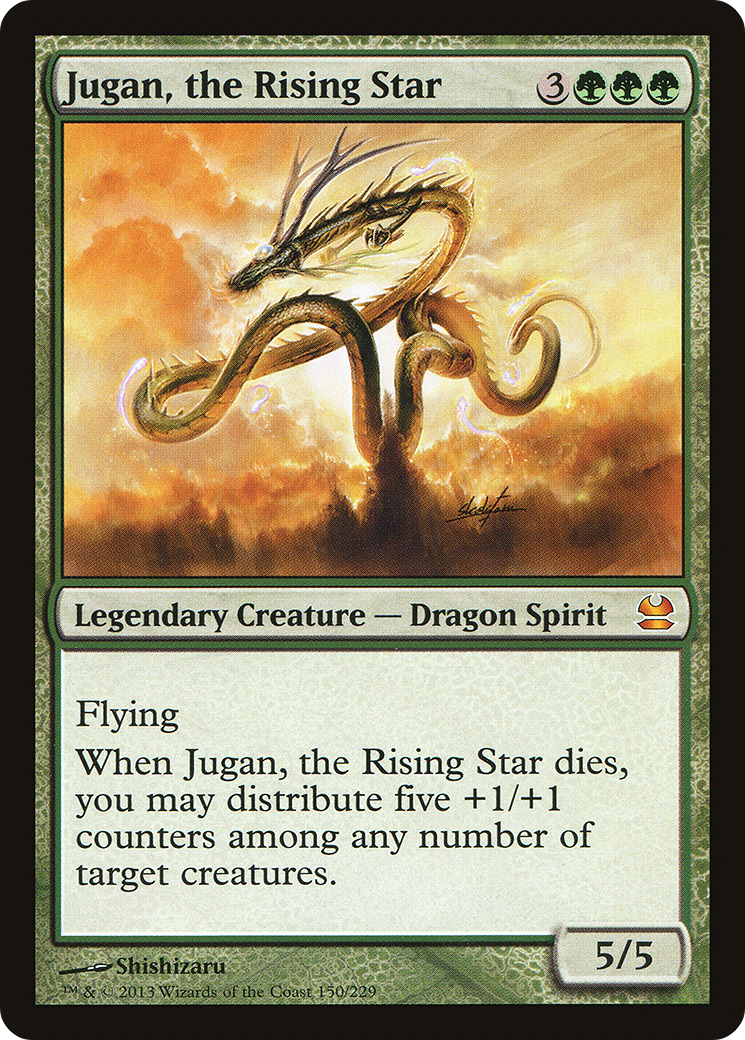 Jugan, the Rising Star 3
Legendary Creature — Dragon Spirit
Flying
When Jugan, the Rising Star dies,
you may distribute five +1/+1
counters among any number of
target creatures.
5/5
Shishizaru
™ & © 2013 Wizards of the Coast 150/229